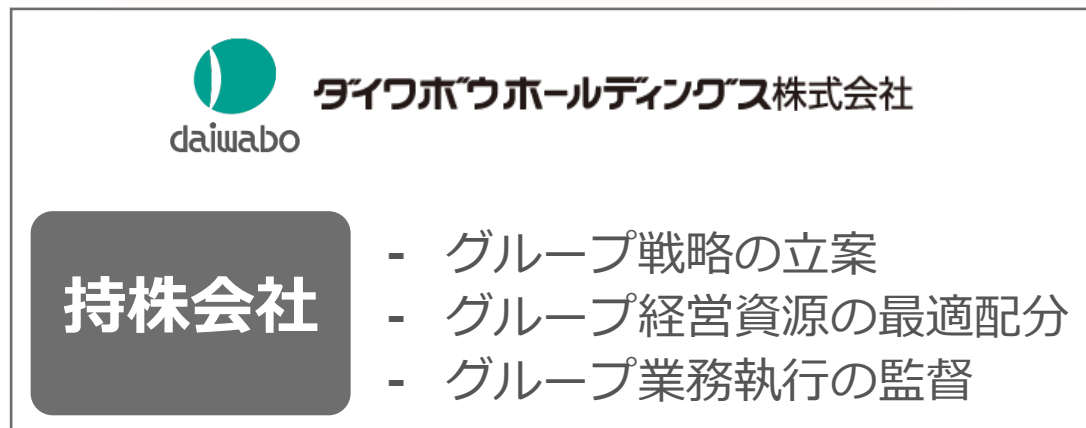 daiwabo
ダイワボウホールディングス株式会社
持株会社
- グループ戦略の立案
- グループ経営資源の最適配分
- グループ業務執行の監督